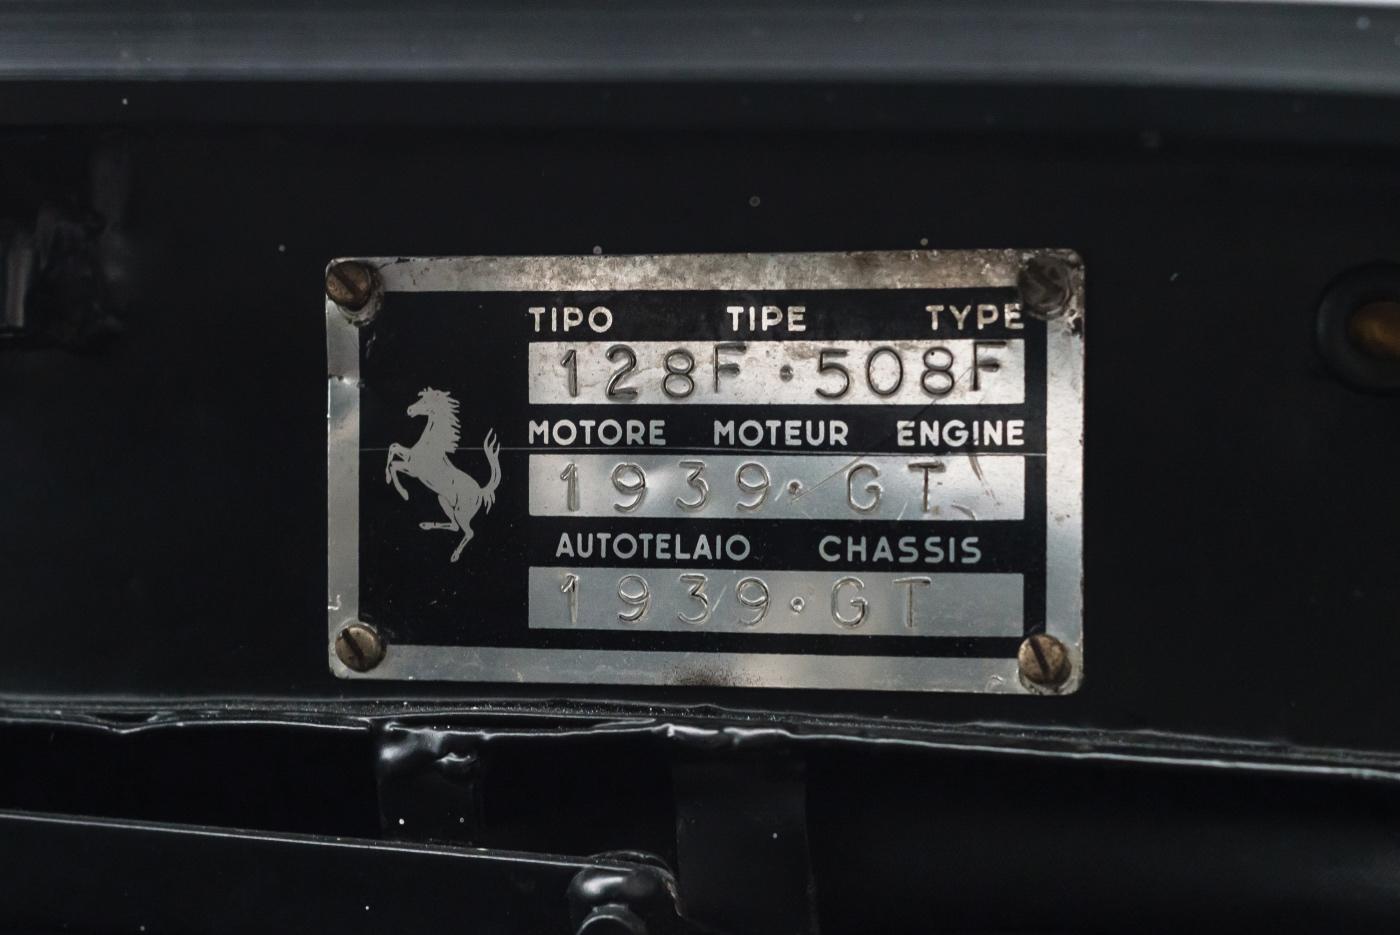 TIPO TIPE TYPE
128F·508F
MOTORE MOTEUR ENGINE
1939·GT
AUTOTELAIO CHASSIS
1939·GT